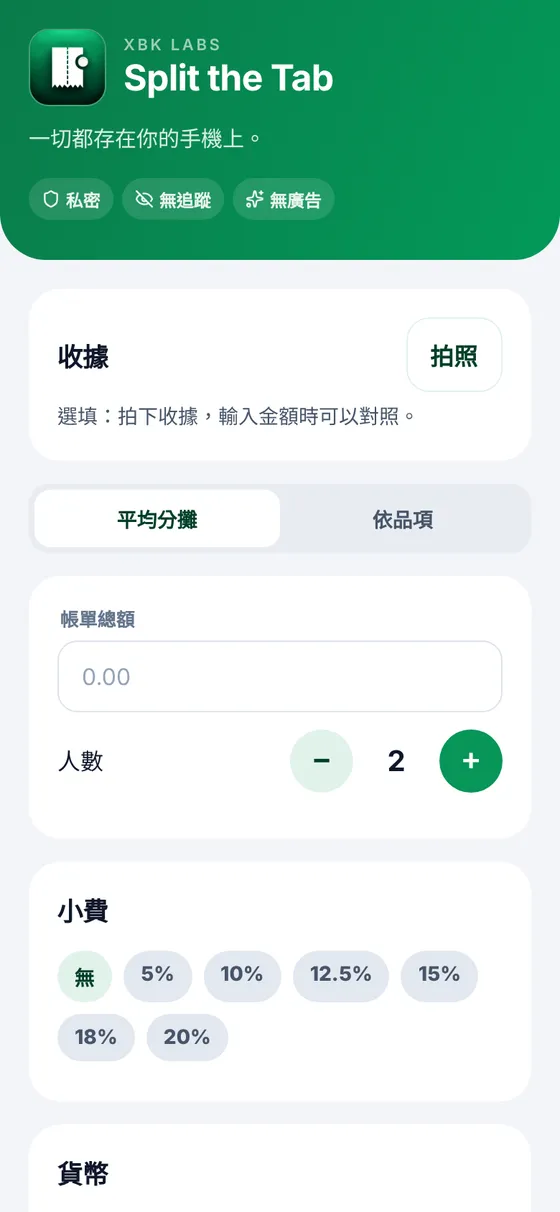 XBK LABS
Split the Tab
一切都存在你的手機上。
私密 無追蹤 無廣告
收據 拍照
選填：拍下收據，輸入金額時可以對照。
平均分攤 依品項
帳單總額
0.00
人數 − 2 +
小費
無 5% 10% 12.5% 15%
18% 20%
貨幣